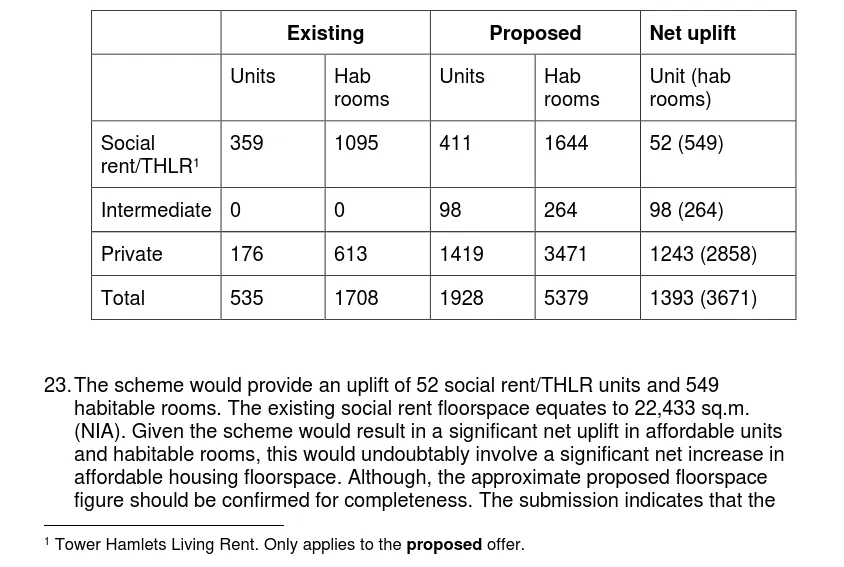 Existing Proposed Net uplift
Units Hab rooms Units Hab rooms Unit (hab rooms)
Social rent/THLR¹ 359 1095 411 1644 52 (549)
Intermediate 0 0 98 264 98 (264)
Private 176 613 1419 3471 1243 (2858)
Total 535 1708 1928 5379 1393 (3671)
23. The scheme would provide an uplift of 52 social rent/THLR units and 549
habitable rooms. The existing social rent floorspace equates to 22,433 sq.m.
(NIA). Given the scheme would result in a significant net uplift in affordable units
and habitable rooms, this would undoubtably involve a significant net increase in
affordable housing floorspace. Although, the approximate proposed floorspace
figure should be confirmed for completeness. The submission indicates that the
¹ Tower Hamlets Living Rent. Only applies to the proposed offer.